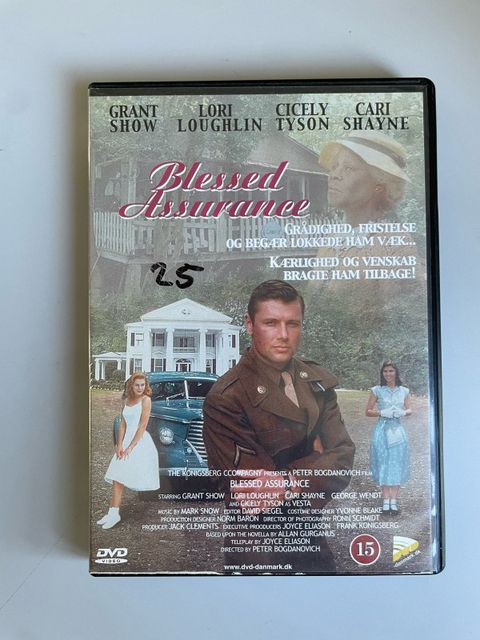 GRANT SHOW LORI LOUGHLIN CICELY TYSON CARI SHAYNE
Blessed Assurance
GRÅDIGHED, FRISTELSE
OG BEGÆR LOKKEDE HAM VÆK...
KÆRLIGHED OG VENSKAB
BRAGTE HAM TILBAGE!
25
THE KONIGSBERG CCOMPAGNY PRESENTS A PETER BOGDANOVICH FILM
BLESSED ASSURANCE
STARRING GRANT SHOW LORI LOUGHLIN CARI SHAYNE GEORGE WENDT
AND CICELY TYSON AS VESTA
MUSIC BY MARK SNOW EDITOR DAVID SIEGEL COSTUME DESIGNER YVONNE BLAKE
PRODUCTION DESIGNER NORM BARON DIRECTOR OF PHOTOGRAPHY RONN SCHMIDT
PRODUCER JACK CLEMENTS EXECUTIVE PRODUCERS JOYCE ELIASON FRANK KONIGSBERG
BASED UPON THE NOVELLA BY ALLAN GURGANUS
TELEPLAY BY JOYCE ELIASON
DIRECTED BY PETER BOGDANOVICH
DVD
VIDEO
www.dvd-danmark.dk
15